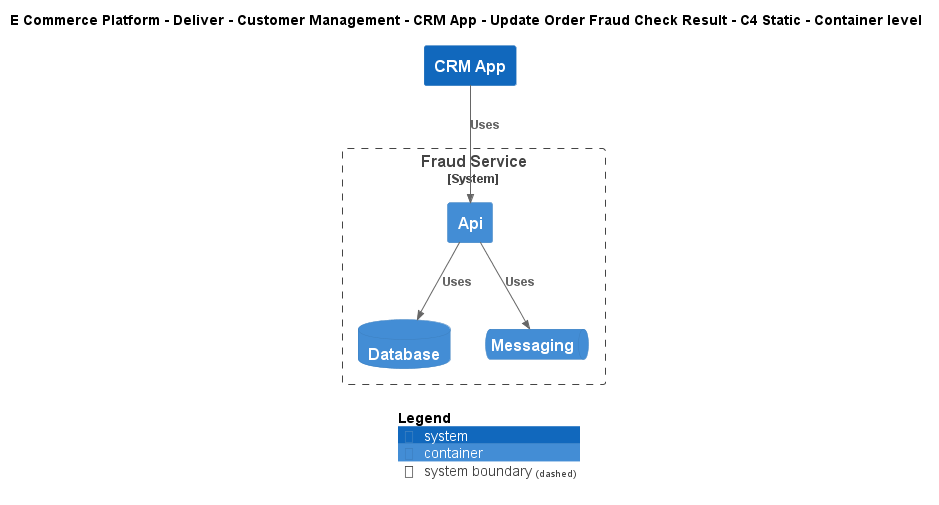 E Commerce Platform - Deliver - Customer Management - CRM App - Update Order Fraud Check Result - C4 Static - Container level
CRM App
Uses
Fraud Service
[System]
Api
Uses
Uses
Database
Messaging
Legend
system
container
system boundary (dashed)